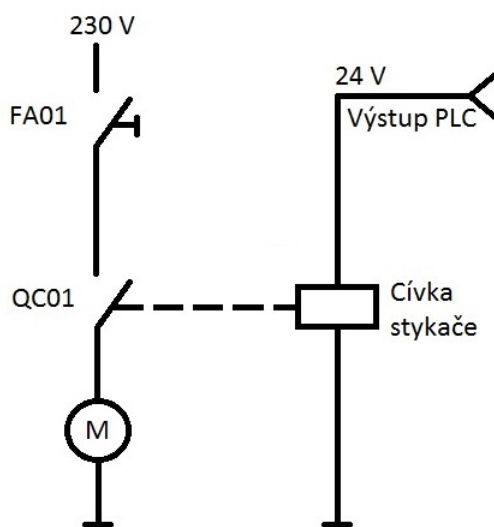 230 V
FA01
24 V
Výstup PLC
QC01
Cívka
stykače
M